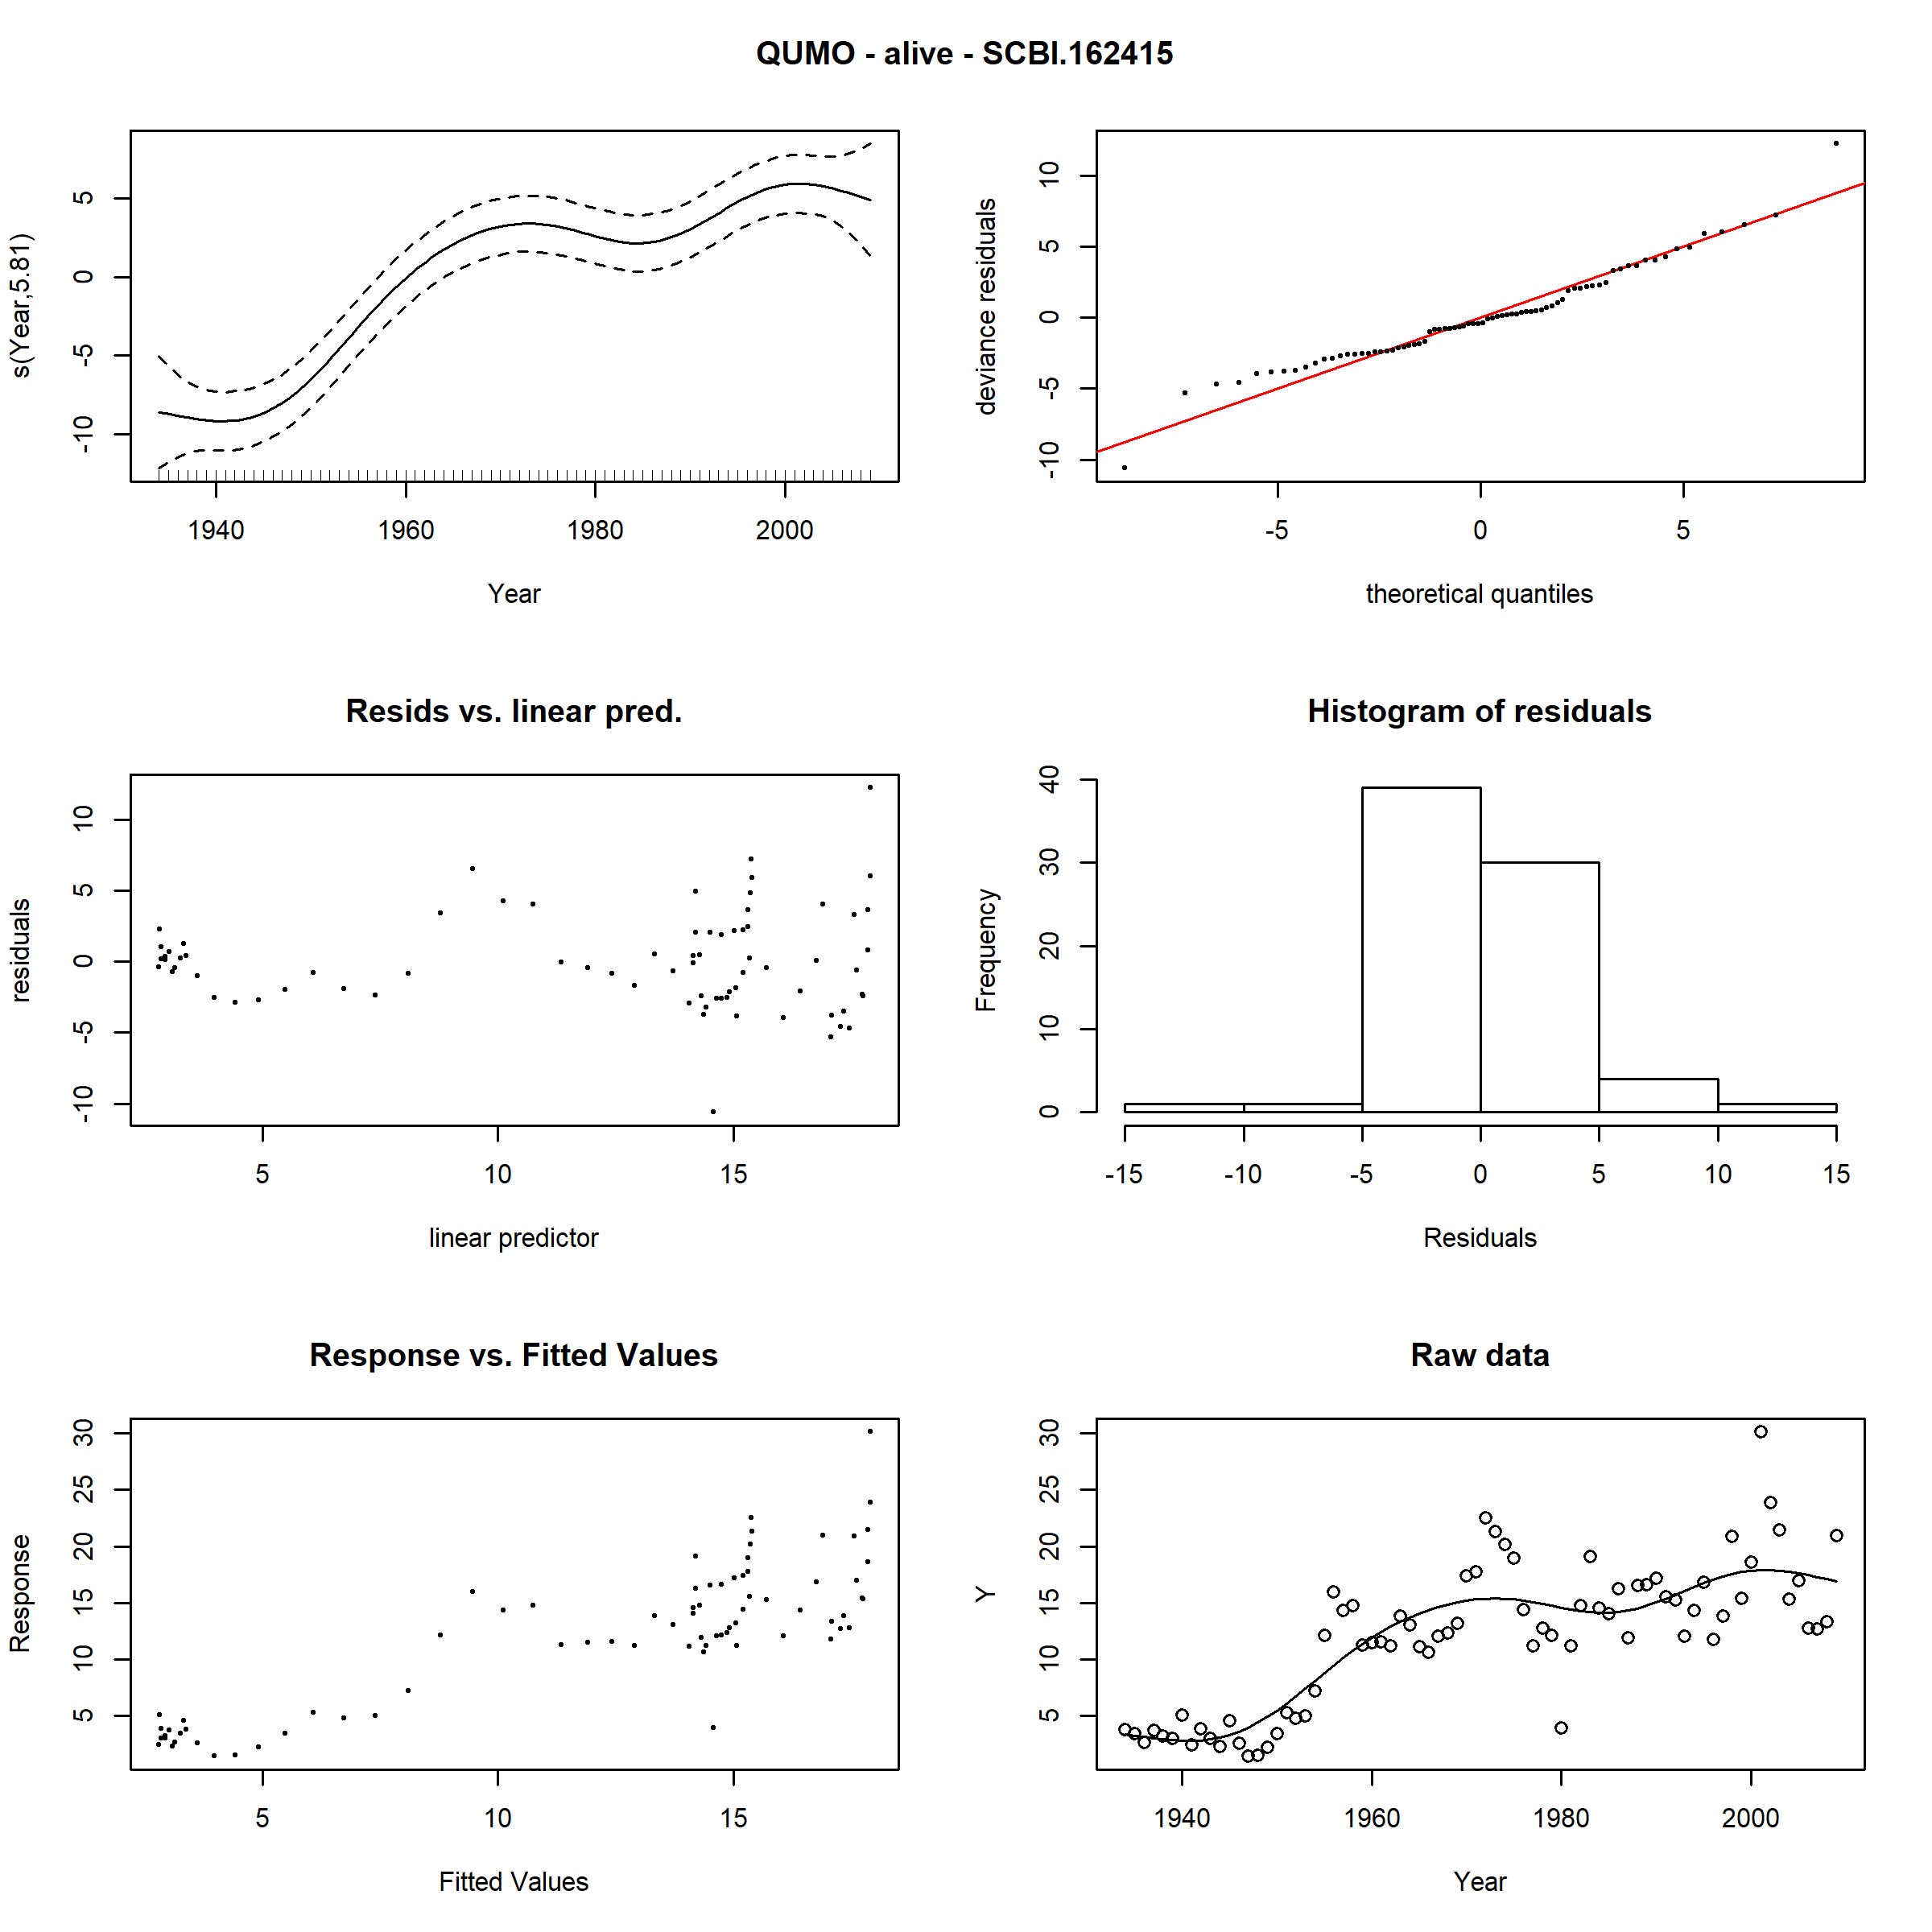 QUMO - alive - SCBI.162415
s(Year,5.81)
5
0
-5
-10
1940 1960 1980 2000
Year
deviance residuals
10
5
0
-5
-10
-5 0 5
theoretical quantiles
Resids vs. linear pred.
residuals
10
5
0
-5
-10
5 10 15
linear predictor
Histogram of residuals
Frequency
40
30
20
10
0
-15 -10 -5 0 5 10 15
Residuals
Response vs. Fitted Values
Response
30
25
20
15
10
5
5 10 15
Fitted Values
Raw data
Y
30
25
20
15
10
5
1940 1960 1980 2000
Year